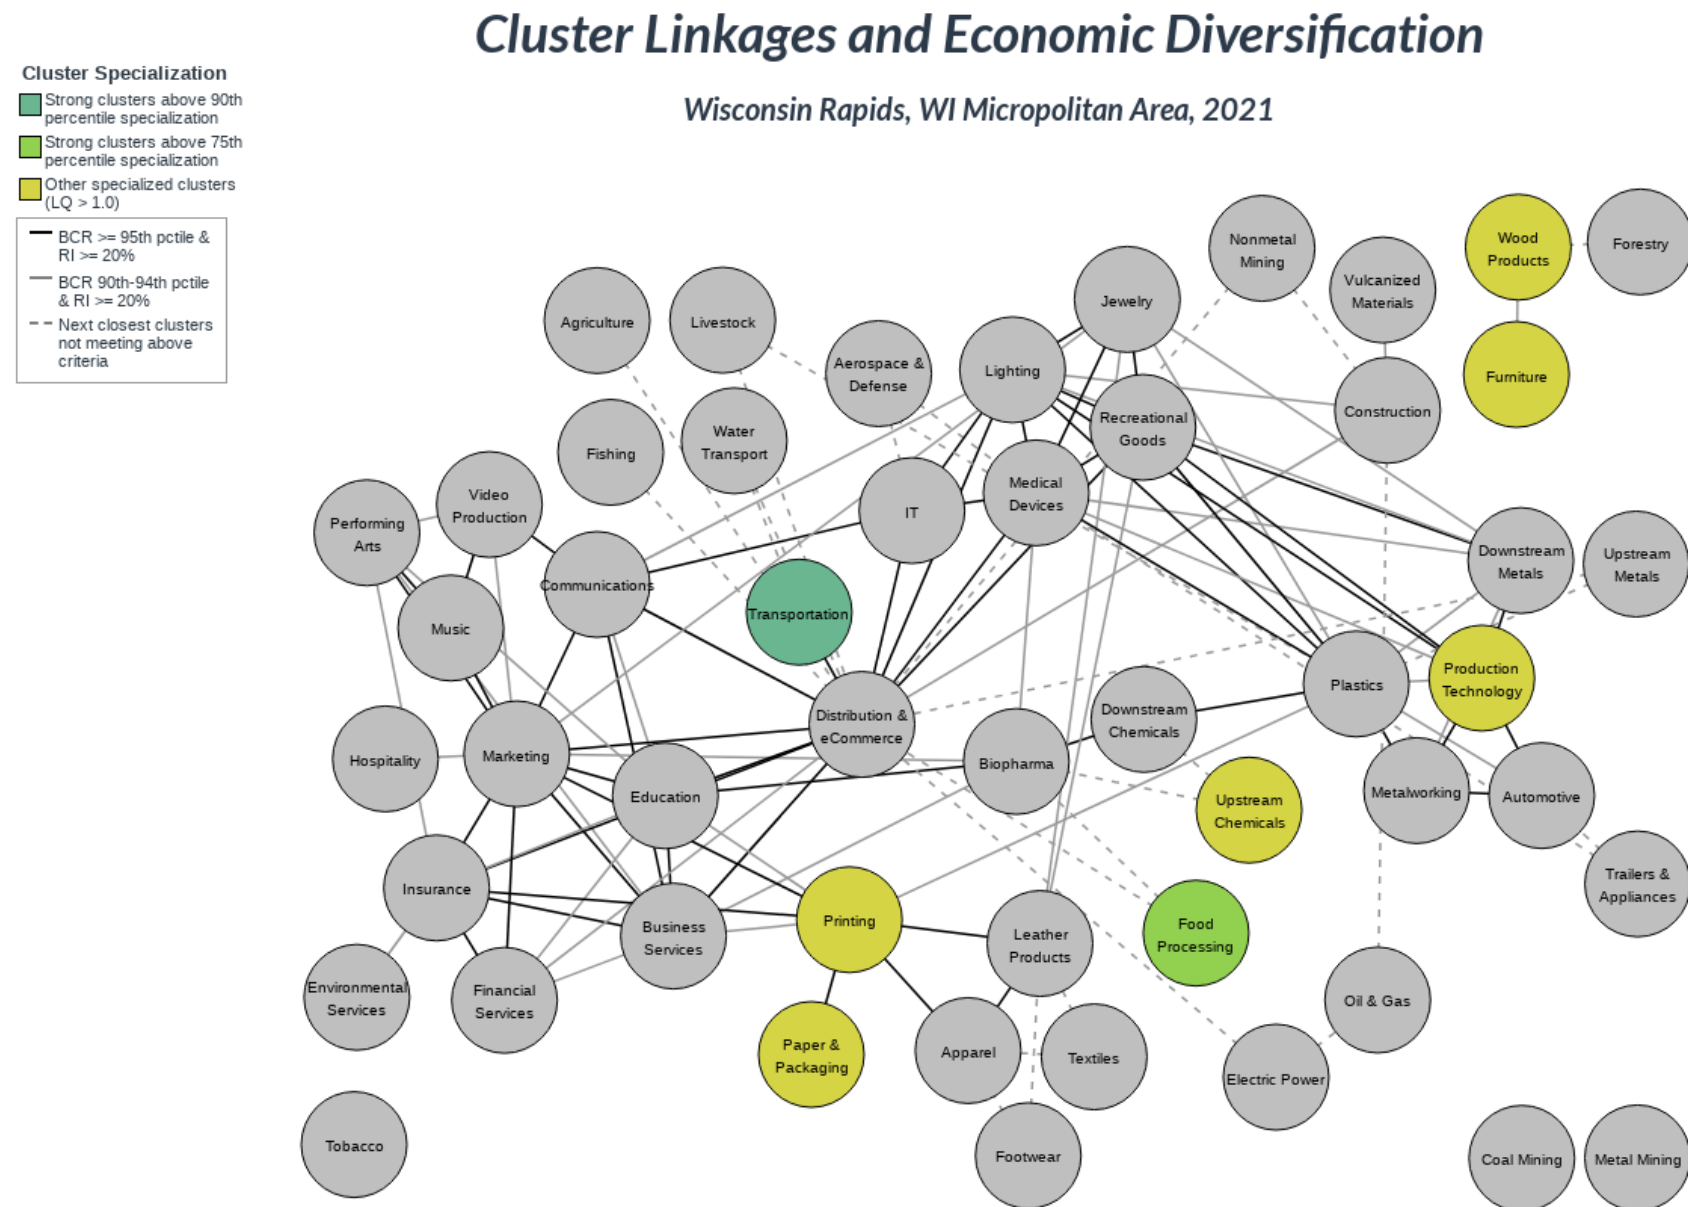 Cluster Linkages and Economic Diversification
Wisconsin Rapids, WI Micropolitan Area, 2021
Cluster Specialization
Strong clusters above 90th
percentile specialization
Strong clusters above 75th
percentile specialization
Other specialized clusters
(LQ > 1.0)
BCR >= 95th pctile &
RI >= 20%
BCR 90th-94th pctile
& RI >= 20%
Next closest clusters
not meeting above
criteria
Nonmetal
Mining
Wood
Products
Forestry
Vulcanized
Materials
Jewelry
Agriculture
Livestock
Aerospace &
Defense
Lighting
Furniture
Construction
Recreational
Goods
Fishing
Water
Transport
Video
Production
Performing
Arts
IT
Medical
Devices
Downstream
Metals
Upstream
Metals
Communications
Transportation
Music
Plastics
Production
Technology
Distribution &
eCommerce
Downstream
Chemicals
Hospitality
Marketing
Biopharma
Education
Upstream
Chemicals
Metalworking
Automotive
Insurance
Trailers &
Appliances
Printing
Business
Services
Leather
Products
Food
Processing
Environmental
Services
Financial
Services
Oil & Gas
Paper &
Packaging
Apparel
Textiles
Electric Power
Tobacco
Footwear
Coal Mining
Metal Mining